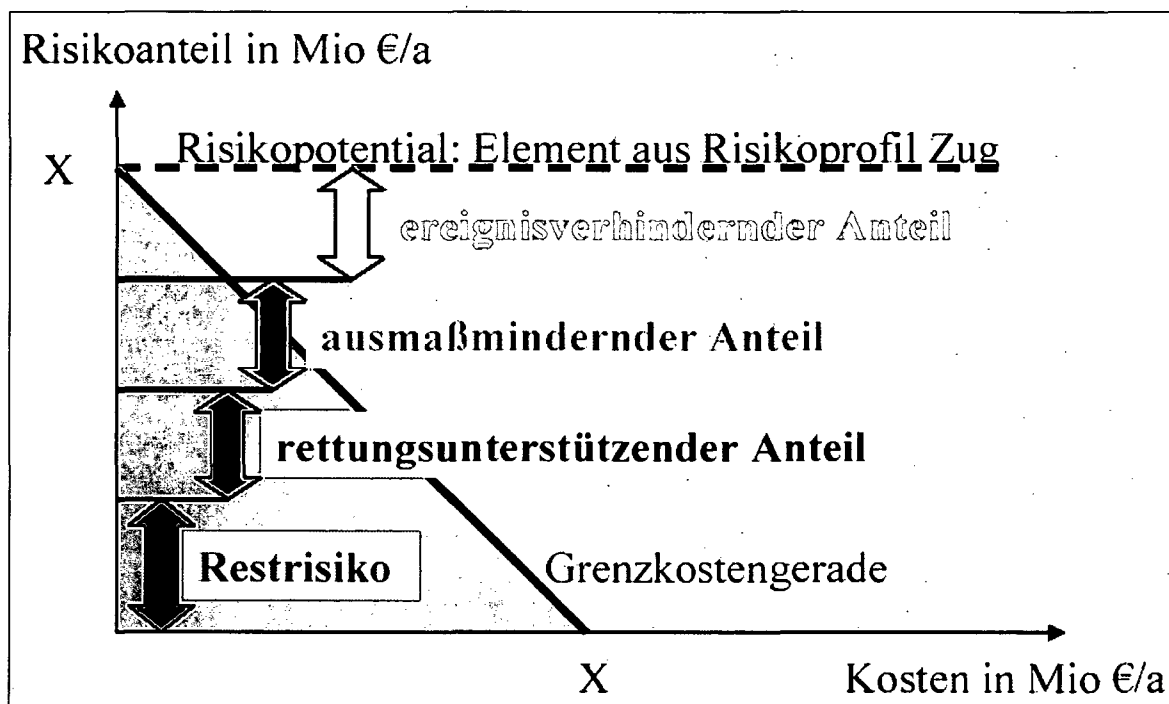 Risikoanteil in Mio €/a
X
Risikopotential: Element aus Risikoprofil Zug
ereignisverhindernder Anteil
ausmaßmindernder Anteil
rettungsunterstützender Anteil
Restrisiko
Grenzkostengerade
X
Kosten in Mio €/a